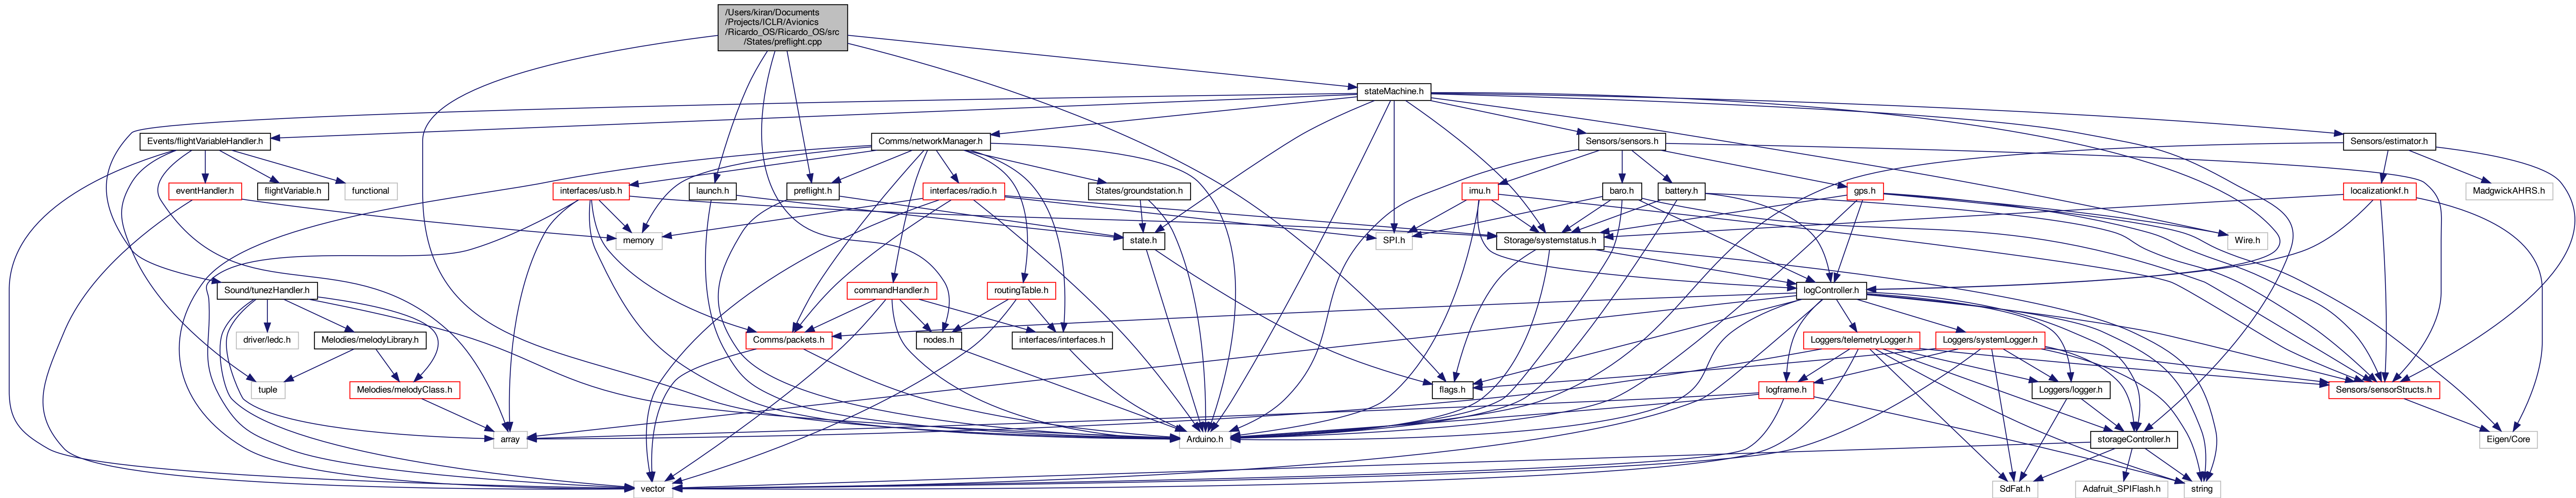 /Users/kiran/Documents
/Projects/ICLR/Avionics
/Ricardo_OS/Ricardo_OS/src
/States/preflight.cpp
stateMachine.h
Events/flightVariableHandler.h
Comms/networkManager.h
Sensors/sensors.h
Sensors/estimator.h
eventHandler.h
flightVariable.h
functional
interfaces/usb.h
launch.h
preflight.h
interfaces/radio.h
States/groundstation.h
imu.h
baro.h
battery.h
gps.h
localizationkf.h
MadgwickAHRS.h
memory
state.h
SPI.h
Storage/systemstatus.h
Wire.h
Sound/tunezHandler.h
commandHandler.h
routingTable.h
logController.h
driver/ledc.h
Melodies/melodyLibrary.h
Comms/packets.h
nodes.h
interfaces/interfaces.h
Loggers/telemetryLogger.h
Loggers/systemLogger.h
tuple
Melodies/melodyClass.h
flags.h
logframe.h
Loggers/logger.h
Sensors/sensorStructs.h
array
Arduino.h
storageController.h
Eigen/Core
vector
SdFat.h
Adafruit_SPIFlash.h
string